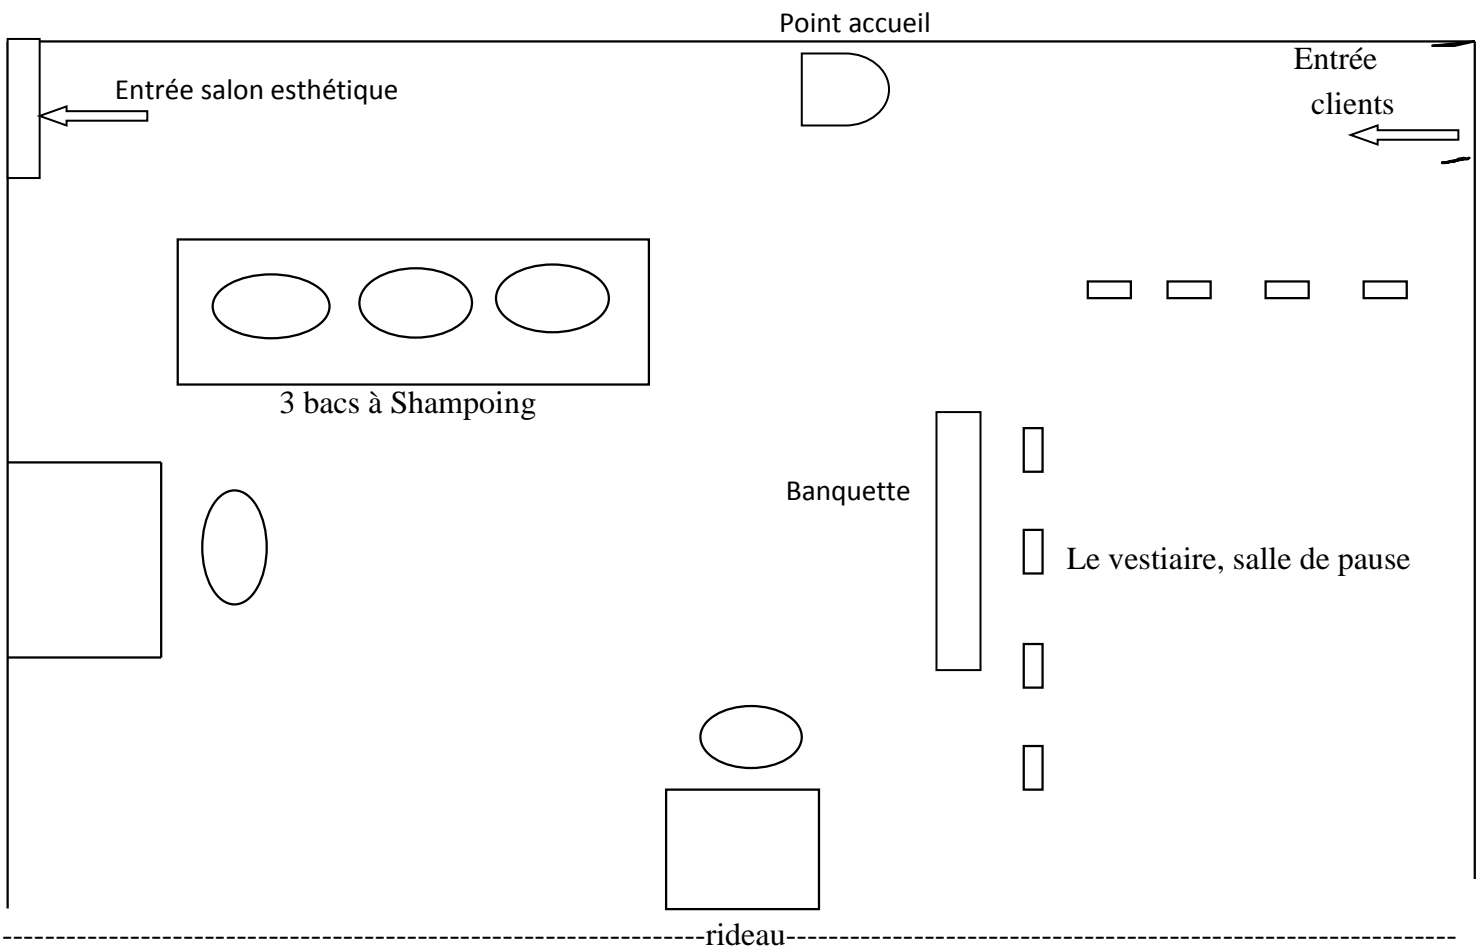 Point accueil
Entrée salon esthétique
Entrée
clients
3 bacs à Shampoing
Banquette
Le vestiaire, salle de pause
rideau